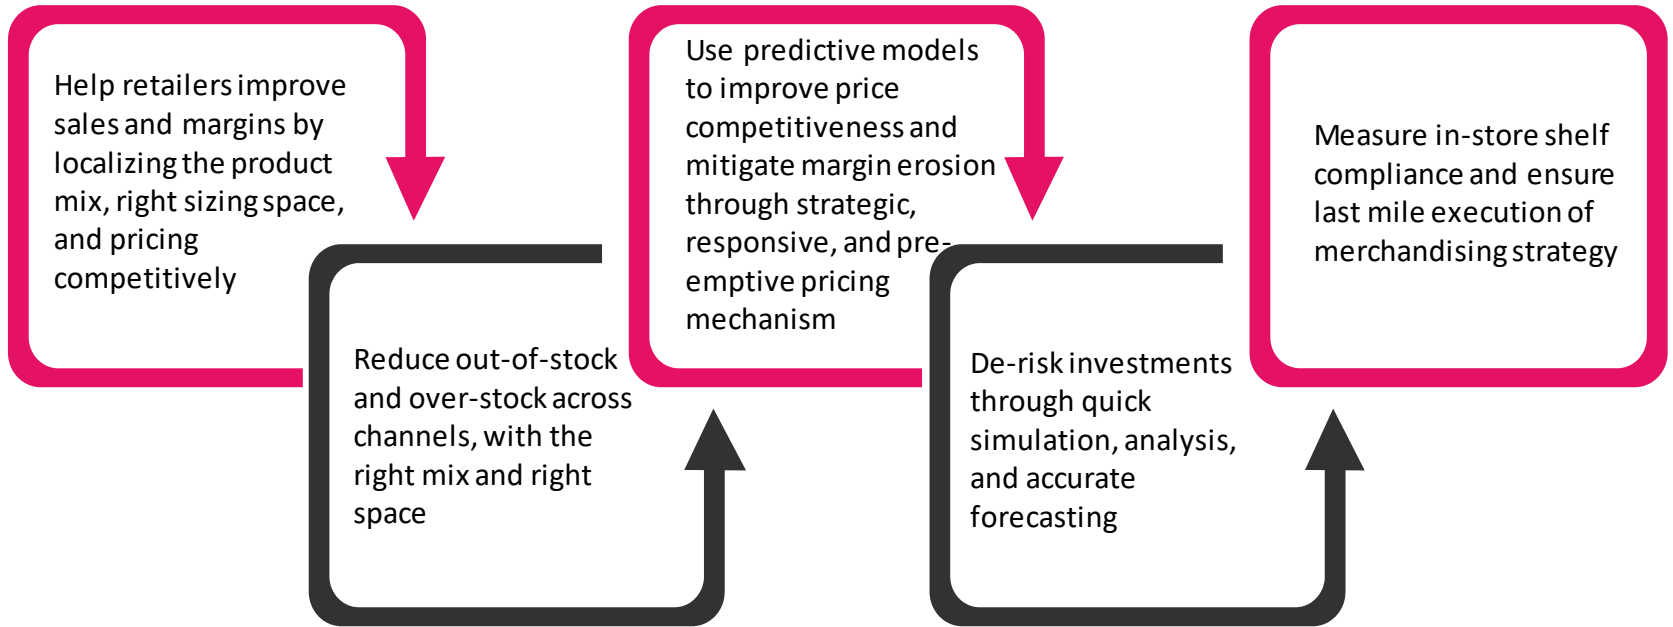 Help retailers improve
sales and margins by
localizing the product
mix, right sizing space,
and pricing
competitively
Reduce out-of-stock
and over-stock across
channels, with the
right mix and right
space
Use predictive models
to improve price
competitiveness and
mitigate margin erosion
through strategic,
responsive, and pre-
emptive pricing
mechanism
De-risk investments
through quick
simulation, analysis,
and accurate
forecasting
Measure in-store shelf
compliance and ensure
last mile execution of
merchandising strategy